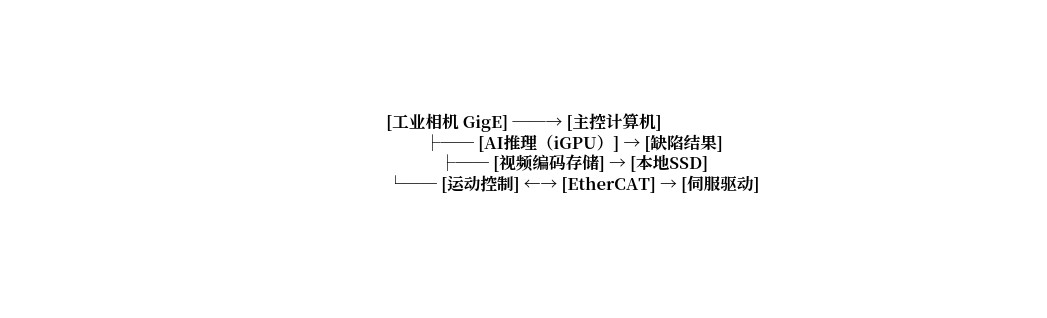 [工业相机 GigE] ───→ [主控计算机]
├── [AI推理（iGPU）] → [缺陷结果]
├── [视频编码存储] → [本地SSD]
└── [运动控制] ←→ [EtherCAT] → [伺服驱动]